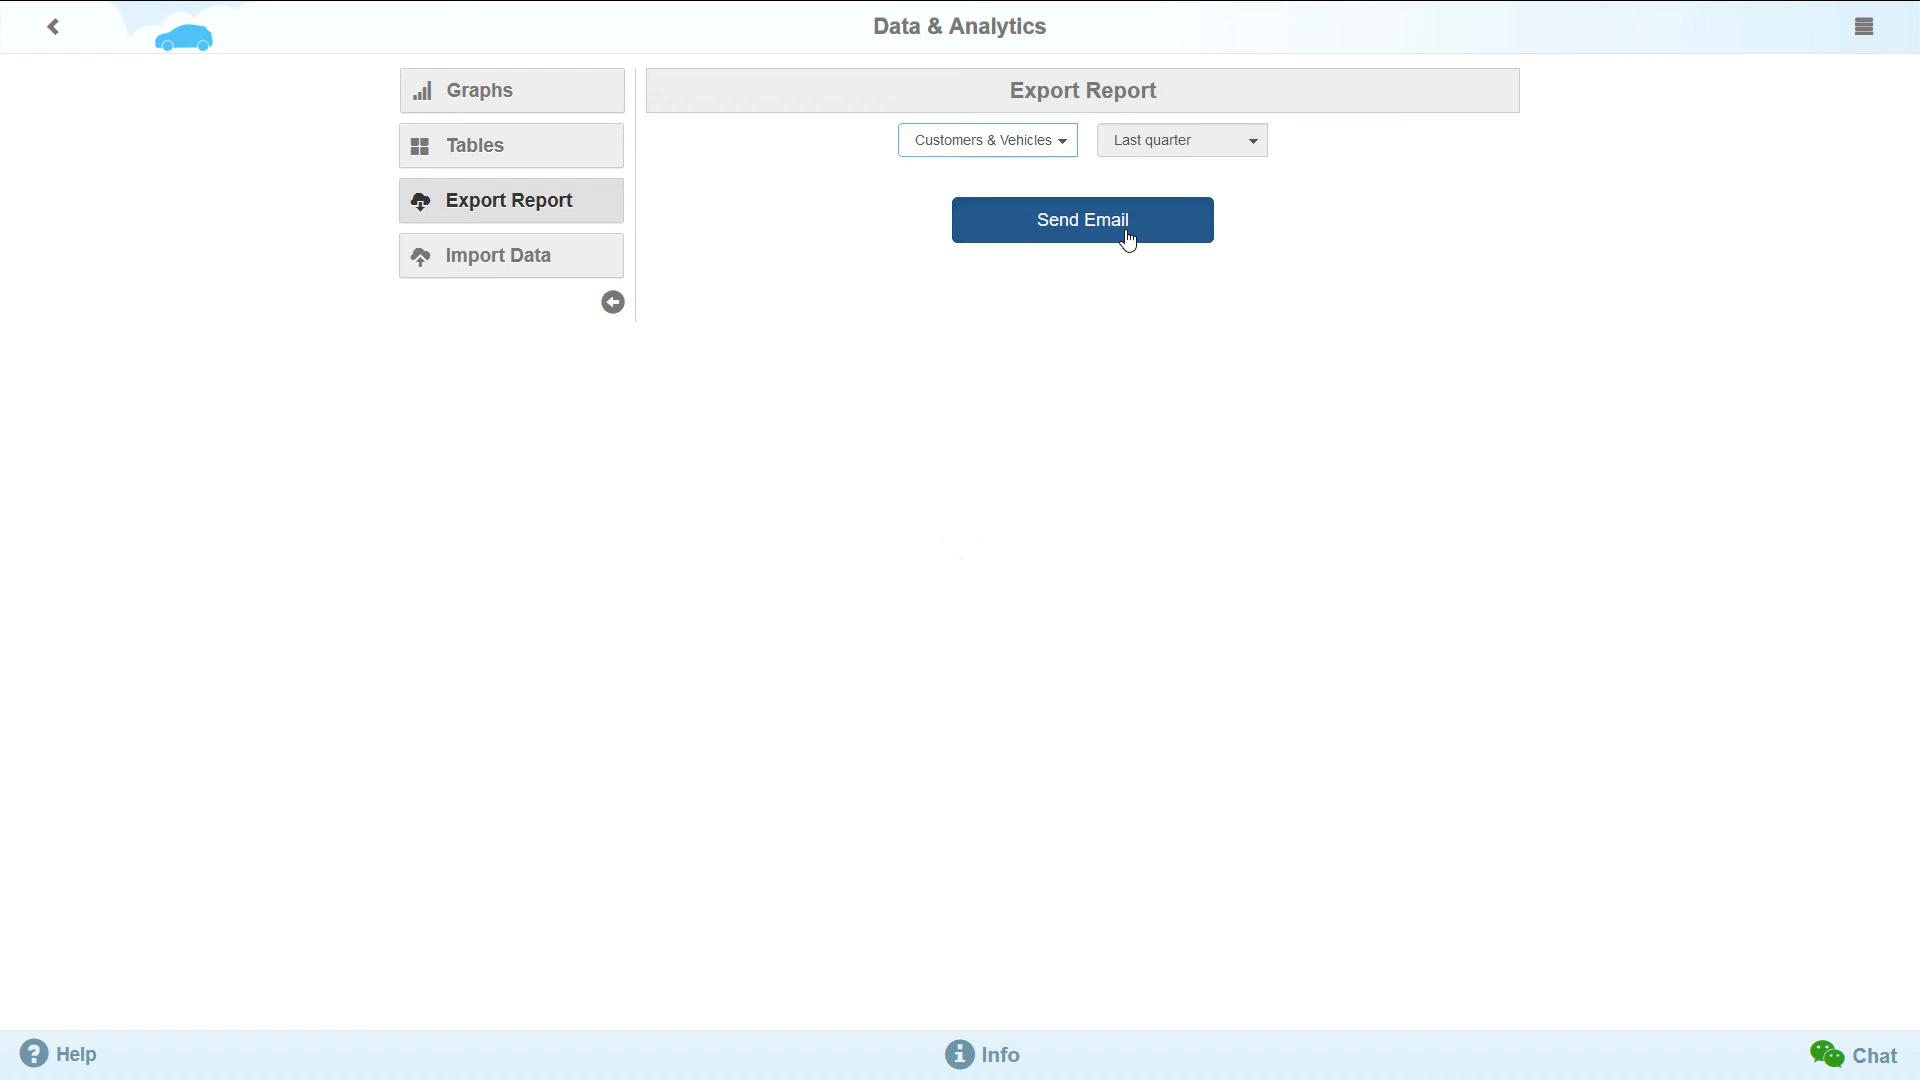 Data & Analytics
Graphs
Tables
Export Report
Import Data
Export Report
Customers & Vehicles
Last quarter
Send Email
Help
Info
Chat